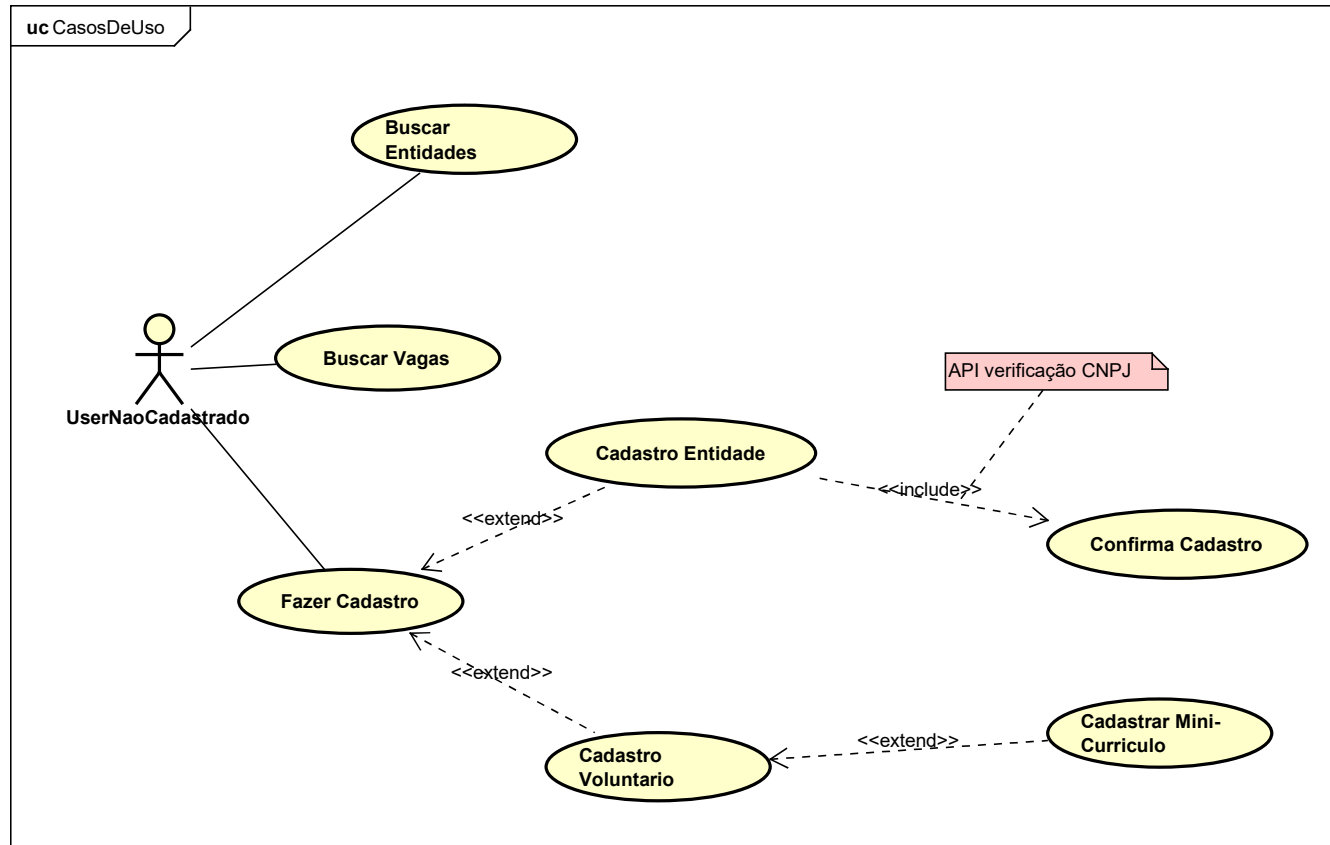 uc CasosDeUso
Buscar
Entidades
Buscar Vagas
UserNaoCadastrado
API verificação CNPJ
Cadastro Entidade
<<include>>
<<extend>>
Confirma Cadastro
Fazer Cadastro
<<extend>>
Cadastrar Mini-
Curriculo
<<extend>>
Cadastro
Voluntario